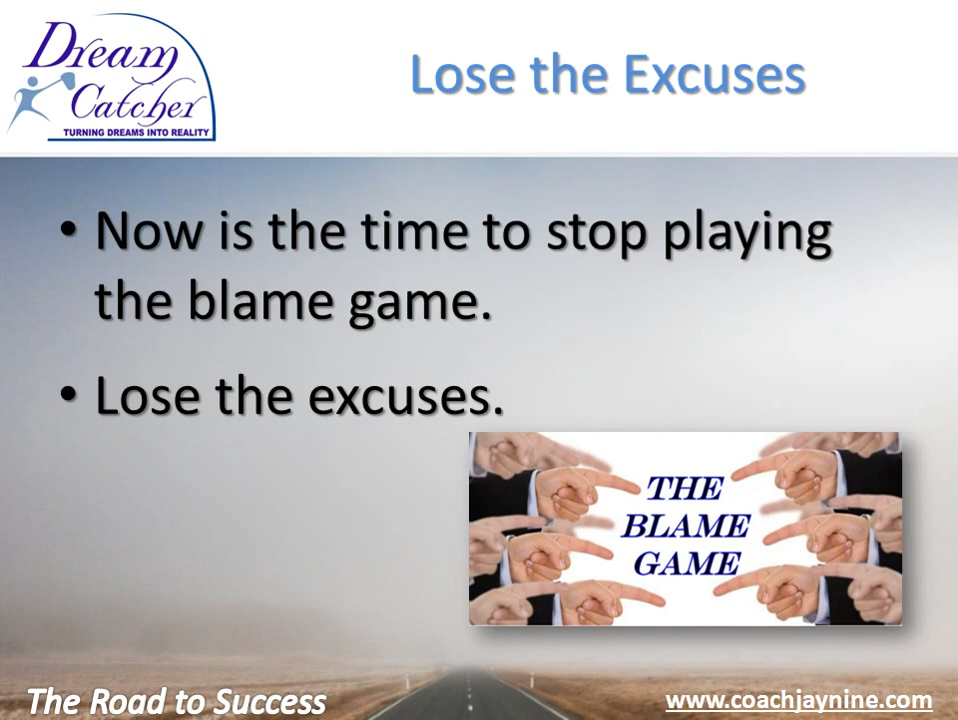 Dream
Catcher
TURNING DREAMS INTO REALITY
Lose the Excuses
• Now is the time to stop playing
the blame game.
• Lose the excuses.
THE
BLAME
GAME
The Road to Success
www.coachjaynine.com